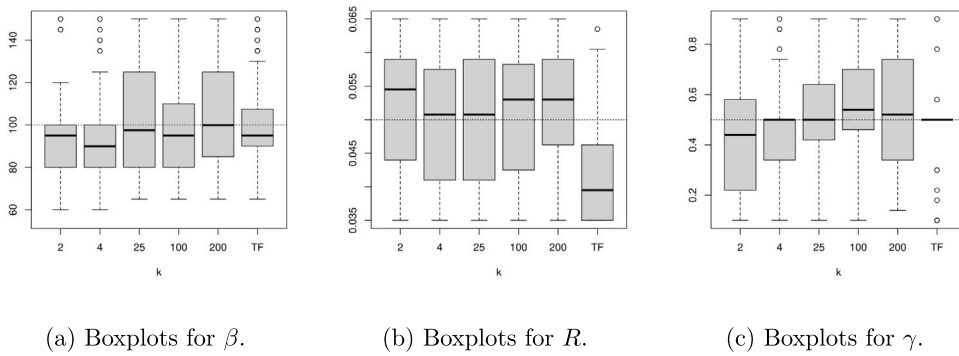 60 80 100 120 140
2 4 25 100 200 TF
k
0.035 0.045 0.055 0.065
2 4 25 100 200 TF
k
0.2 0.4 0.6 0.8
2 4 25 100 200 TF
k
(a) Boxplots for β.
(b) Boxplots for R.
(c) Boxplots for γ.